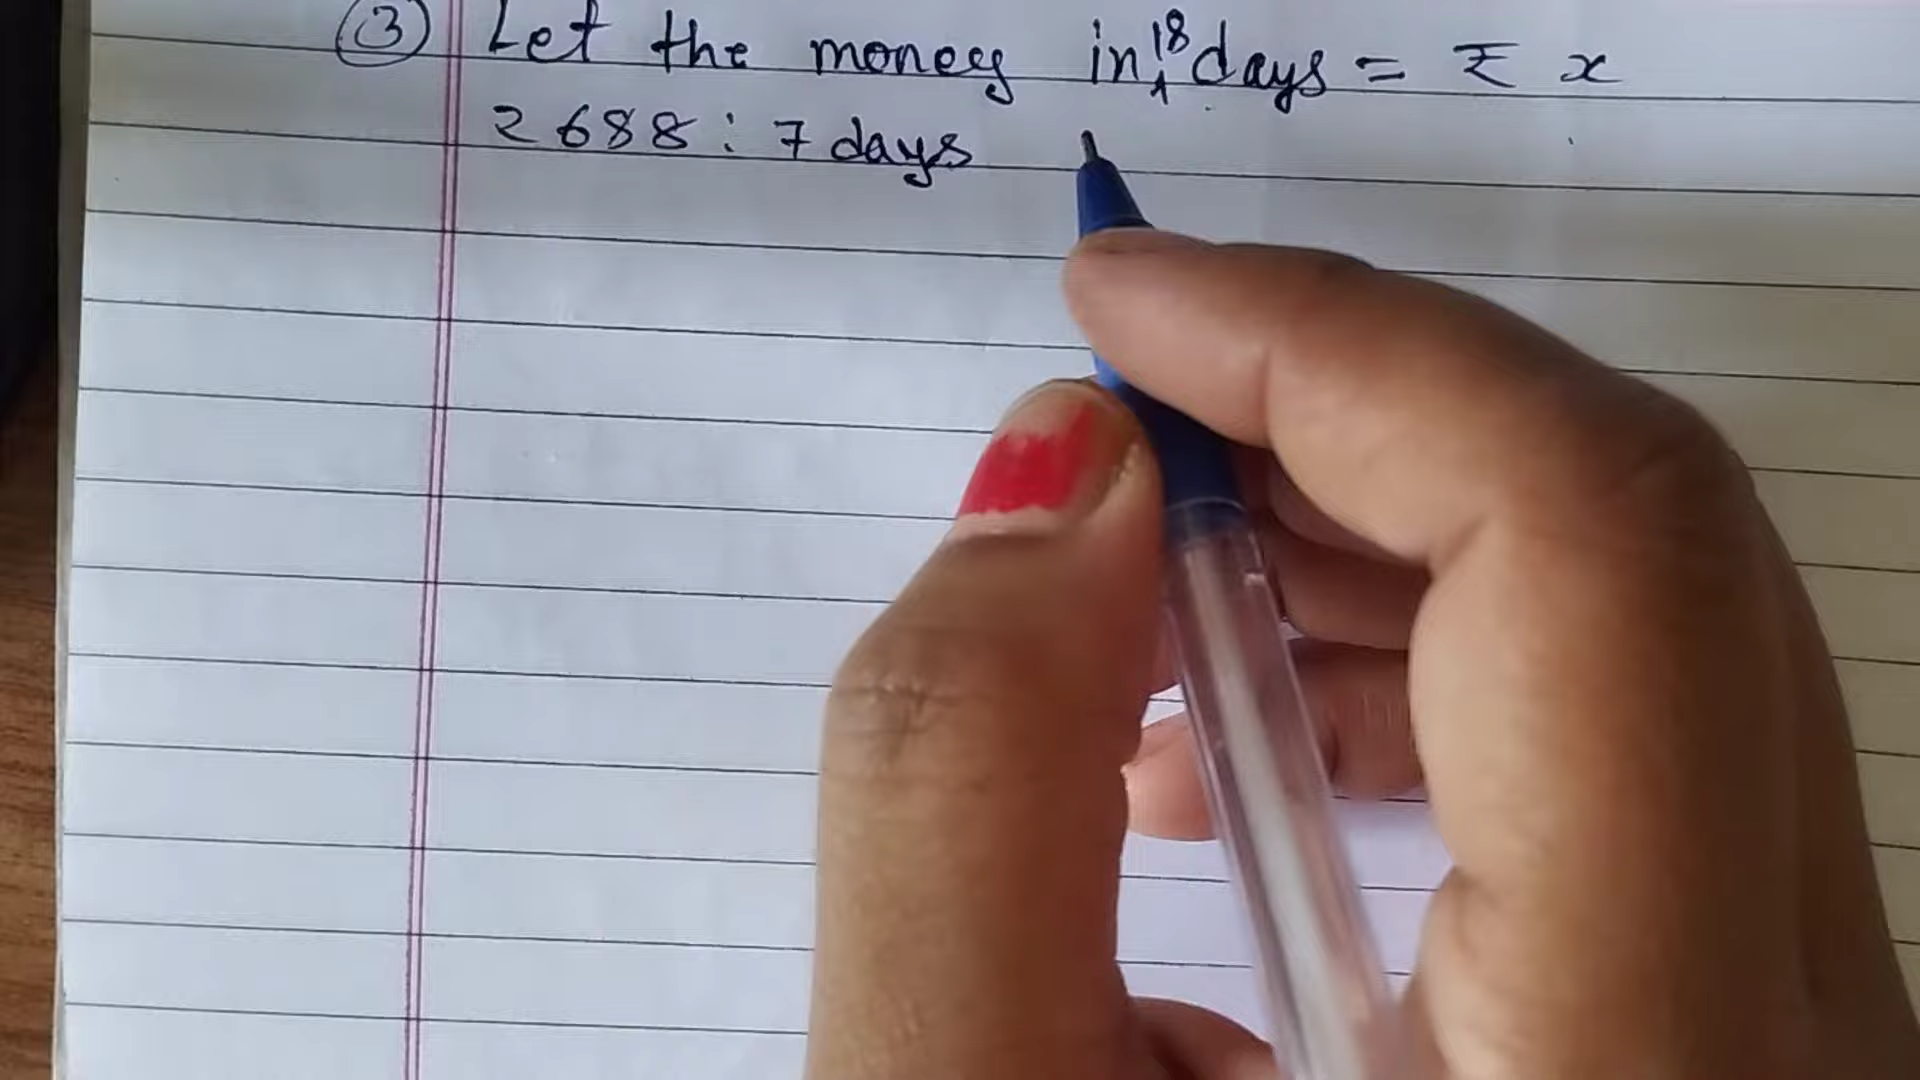 ③ Let the money in 18 days = ₹ x
2688 : 7 days